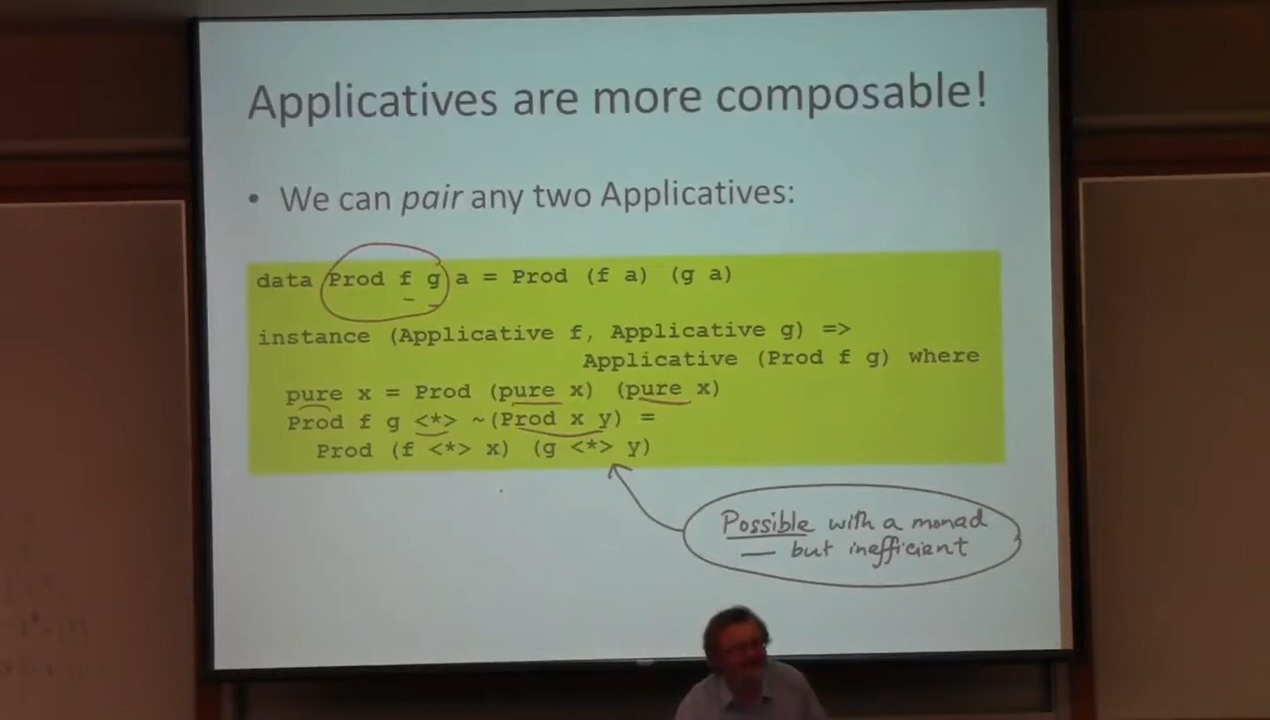 Applicatives are more composable!
• We can pair any two Applicatives:
data Prod f g a = Prod (f a) (g a)
instance (Applicative f, Applicative g) =>
Applicative (Prod f g) where
pure x = Prod (pure x) (pure x)
Prod f g <*> ~(Prod x y) =
Prod (f <*> x) (g <*> y)
Possible with a monad
— but inefficient